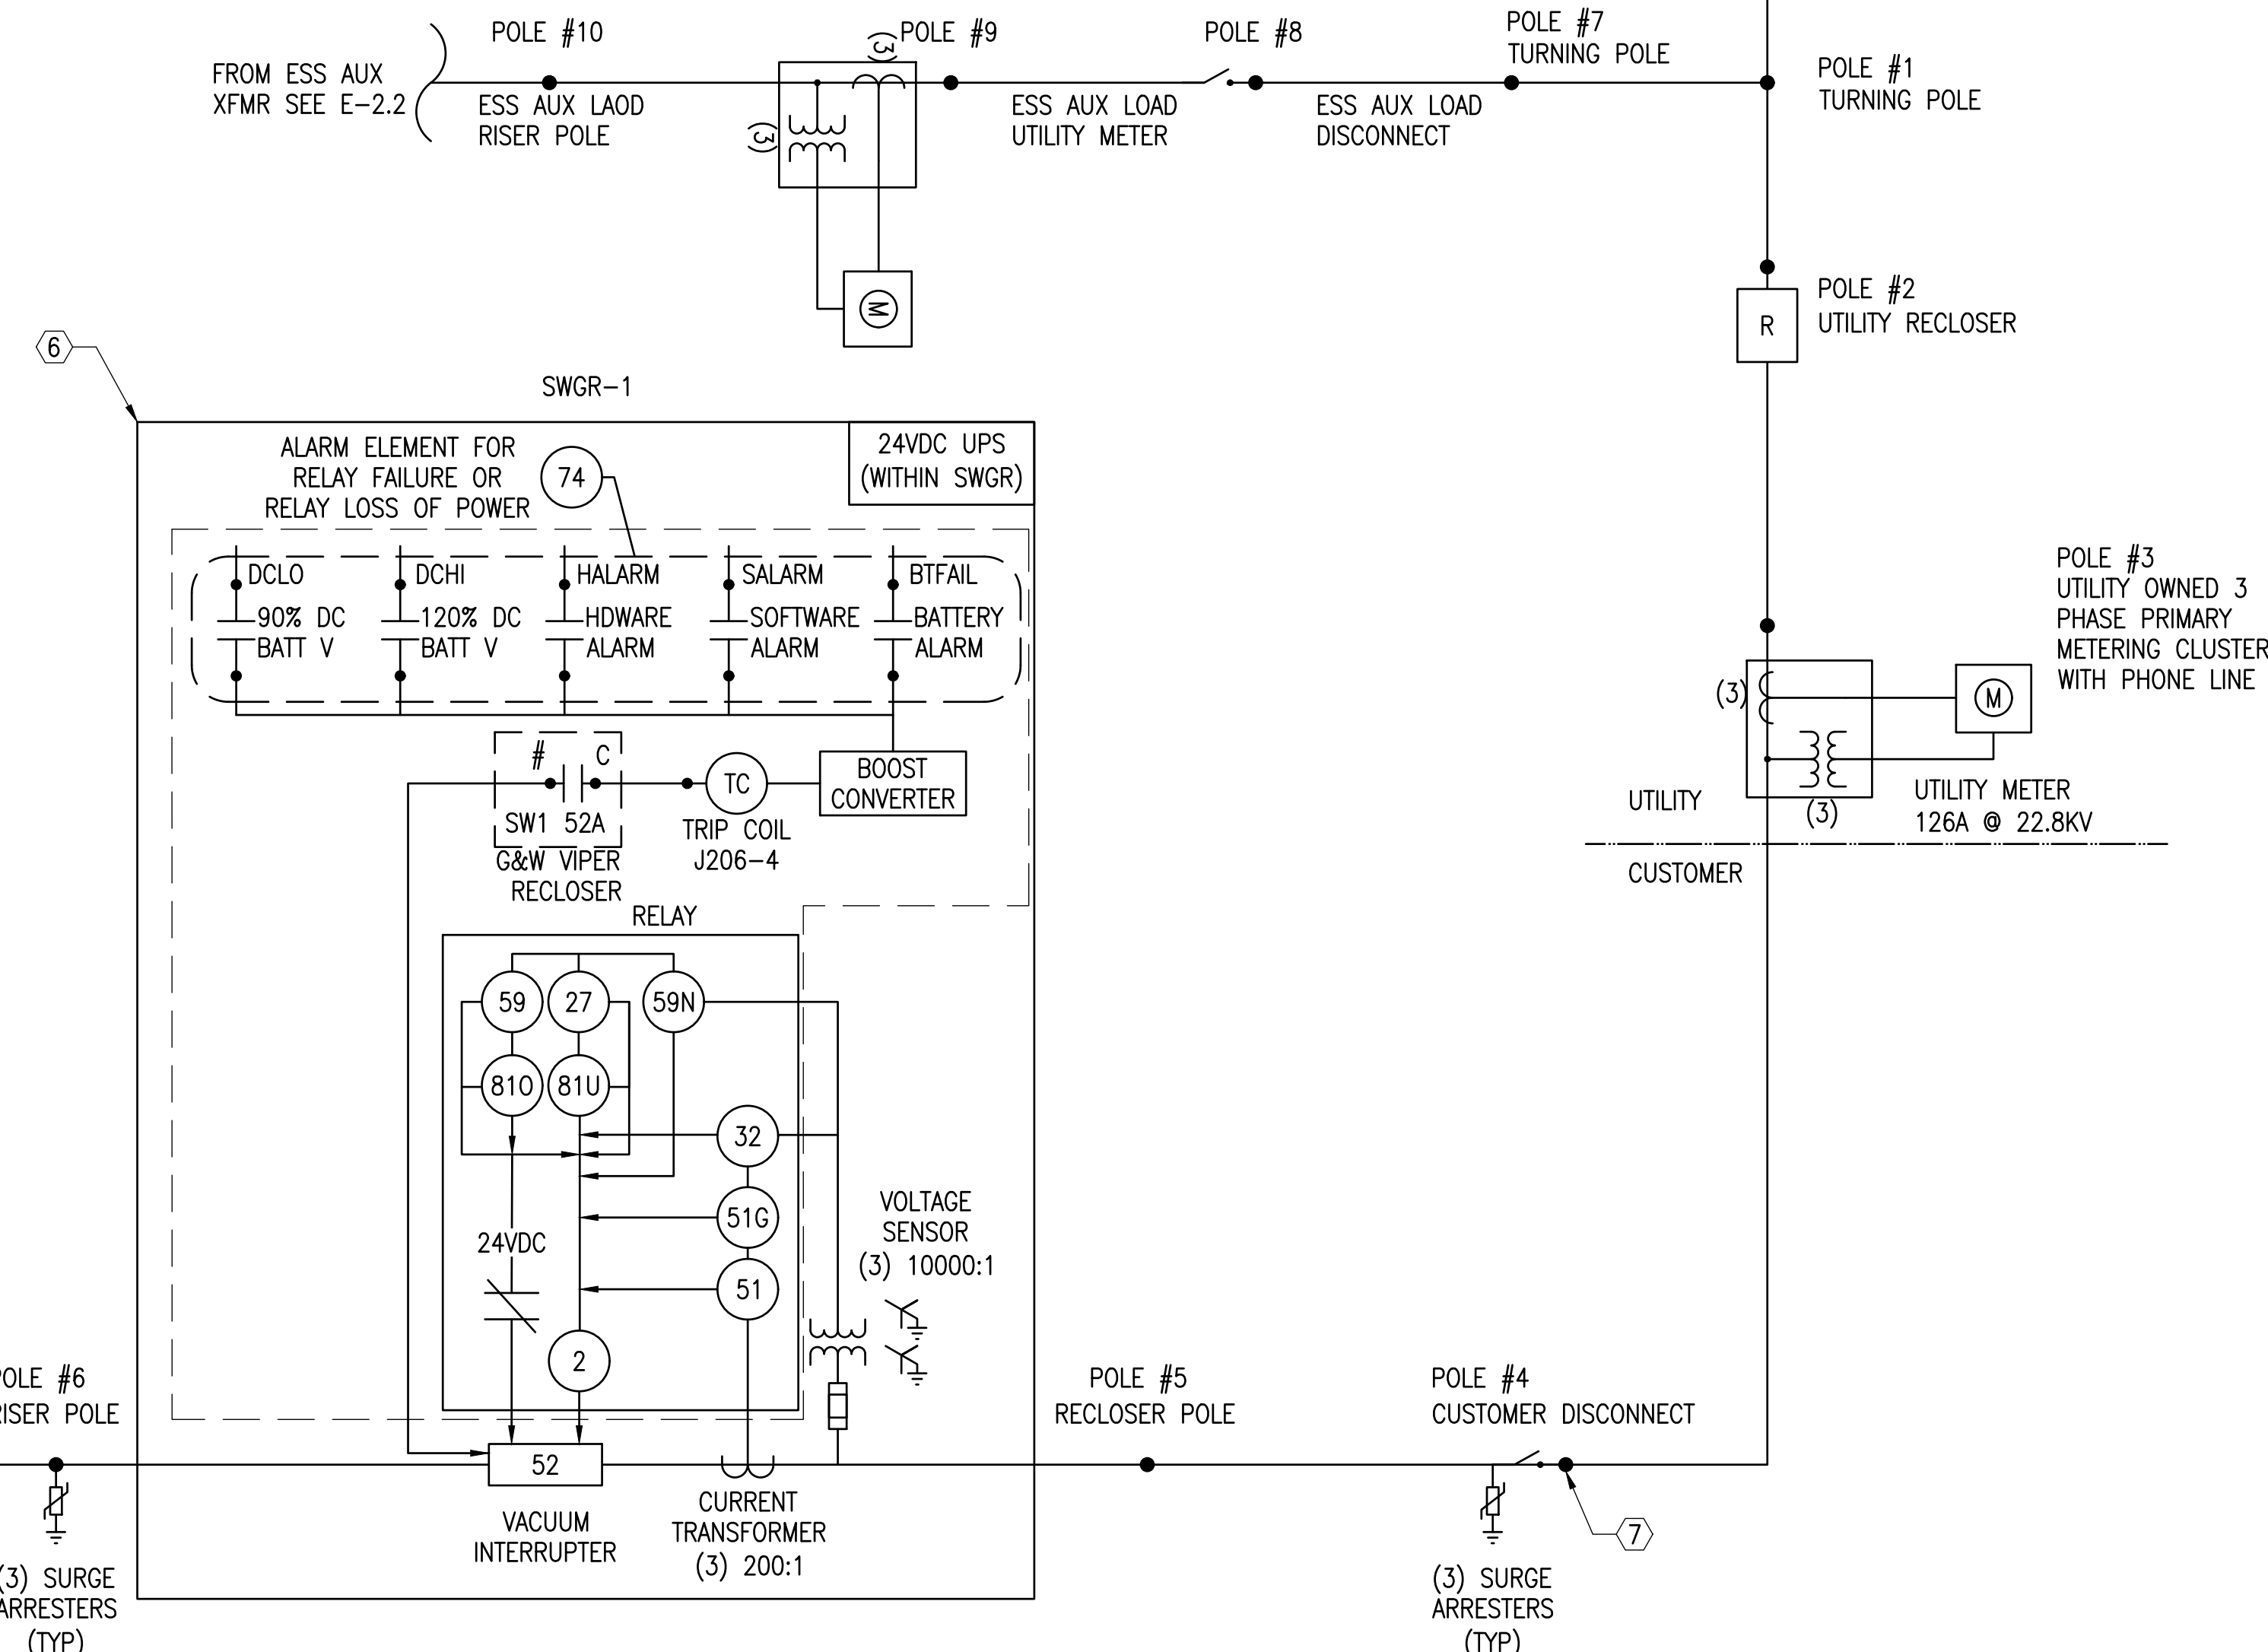 POLE #10
POLE #9
POLE #8
POLE #7
TURNING POLE
FROM ESS AUX
XFMR SEE E-2.2
ESS AUX LAOD
RISER POLE
(3)
(3)
M
ESS AUX LOAD
UTILITY METER
ESS AUX LOAD
DISCONNECT
POLE #1
TURNING POLE
POLE #2
UTILITY RECLOSER
R
POLE #3
UTILITY OWNED 3
PHASE PRIMARY
METERING CLUSTER
WITH PHONE LINE
(3)
M
(3)
UTILITY METER
126A @ 22.8KV
UTILITY
CUSTOMER
6
SWGR-1
24VDC UPS
(WITHIN SWGR)
ALARM ELEMENT FOR
RELAY FAILURE OR
RELAY LOSS OF POWER
74
DCLO
90% DC
BATT V
DCHI
120% DC
BATT V
HALARM
HDWARE
ALARM
SALARM
SOFTWARE
ALARM
BTFAIL
BATTERY
ALARM
# C
SW1 52A
G&W VIPER
RECLOSER
TC
TRIP COIL
J206-4
BOOST
CONVERTER
RELAY
59 27 59N
81O 81U
32
51G
51
24VDC
2
VOLTAGE
SENSOR
(3) 10000:1
52
VACUUM
INTERRUPTER
CURRENT
TRANSFORMER
(3) 200:1
POLE #6
RISER POLE
(3) SURGE
ARRESTERS
(TYP)
POLE #5
RECLOSER POLE
POLE #4
CUSTOMER DISCONNECT
7
(3) SURGE
ARRESTERS
(TYP)